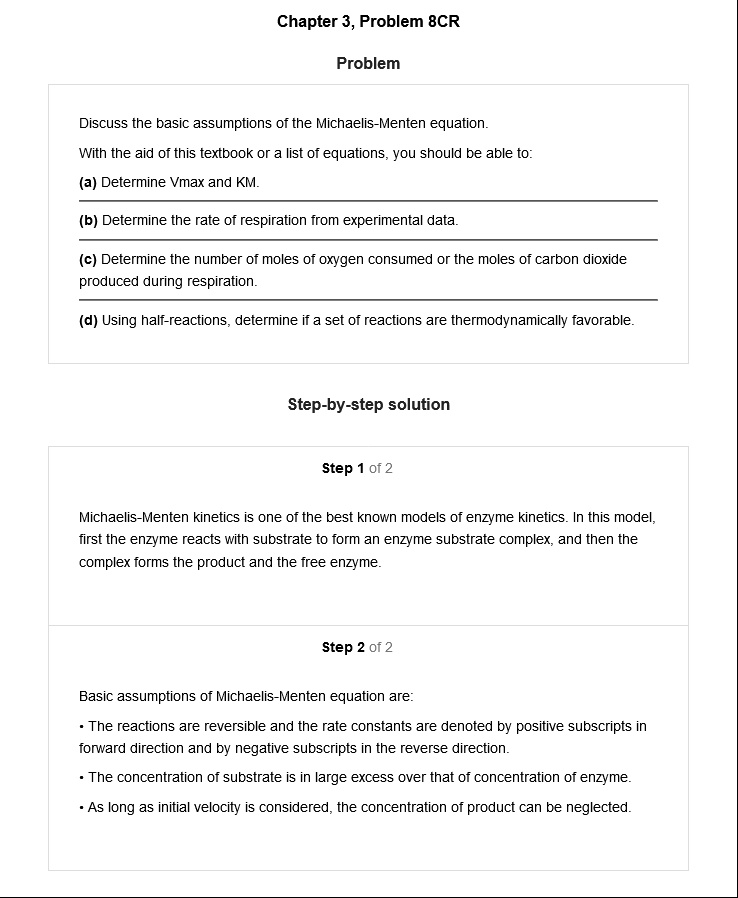 Chapter 3, Problem 8CR
Problem
Discuss the basic assumptions of the Michaelis-Menten equation.
With the aid of this textbook or a list of equations, you should be able to:
(a) Determine Vmax and KM.
(b) Determine the rate of respiration from experimental data.
(c) Determine the number of moles of oxygen consumed or the moles of carbon dioxide
produced during respiration.
(d) Using half-reactions, determine if a set of reactions are thermodynamically favorable.
Step-by-step solution
Step 1 of 2
Michaelis-Menten kinetics is one of the best known models of enzyme kinetics. In this model,
first the enzyme reacts with substrate to form an enzyme substrate complex, and then the
complex forms the product and the free enzyme.
Step 2 of 2
Basic assumptions of Michaelis-Menten equation are:
• The reactions are reversible and the rate constants are denoted by positive subscripts in
forward direction and by negative subscripts in the reverse direction.
• The concentration of substrate is in large excess over that of concentration of enzyme.
• As long as initial velocity is considered, the concentration of product can be neglected.